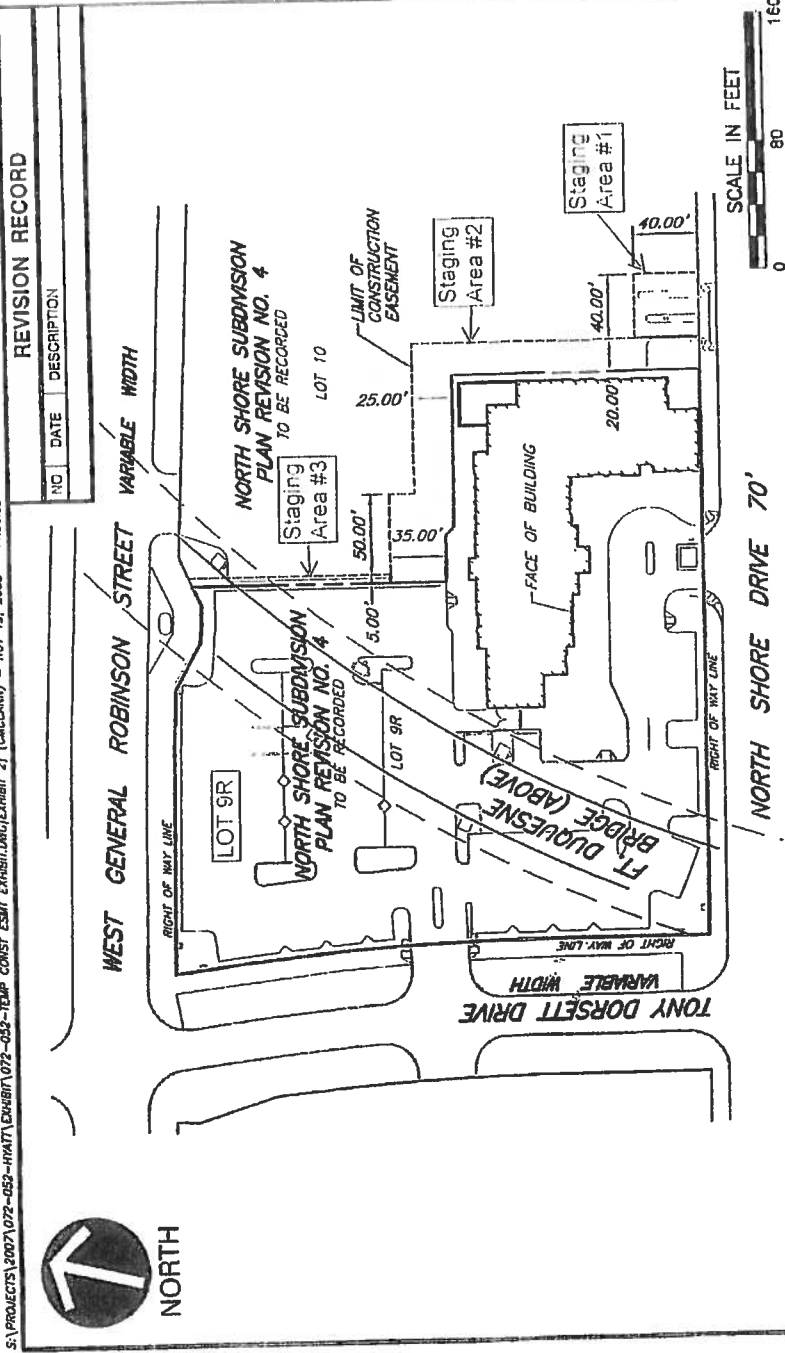 S:\PROJECTS\2007\072-052-HYATT\EXHIBIT\072-052-TEMP CONST ESMT EXHIBIT.DWG\EXHIBIT 2\
REVISION RECORD
NO DATE DESCRIPTION
NORTH
WEST GENERAL ROBINSON STREET VARIABLE WIDTH
RIGHT OF WAY LINE
NORTH SHORE SUBDIVISION
PLAN REVISION NO. 4
TO BE RECORDED
LOT 10
LIMIT OF
CONSTRUCTION
EASEMENT
Staging
Area #3
Staging
Area #2
Staging
Area #1
25.00'
50.00'
35.00'
5.00'
40.00'
40.00'
20.00'
LOT 9R
NORTH SHORE SUBDIVISION
PLAN REVISION NO. 4
TO BE RECORDED
LOT 9R
FACE OF BUILDING
FT. DUQUESNE
BRIDGE (ABOVE)
RIGHT OF WAY LINE
VARIABLE WIDTH
TONY DORSETT DRIVE
RIGHT OF WAY LINE
NORTH SHORE DRIVE 70'
SCALE IN FEET
0 80 160